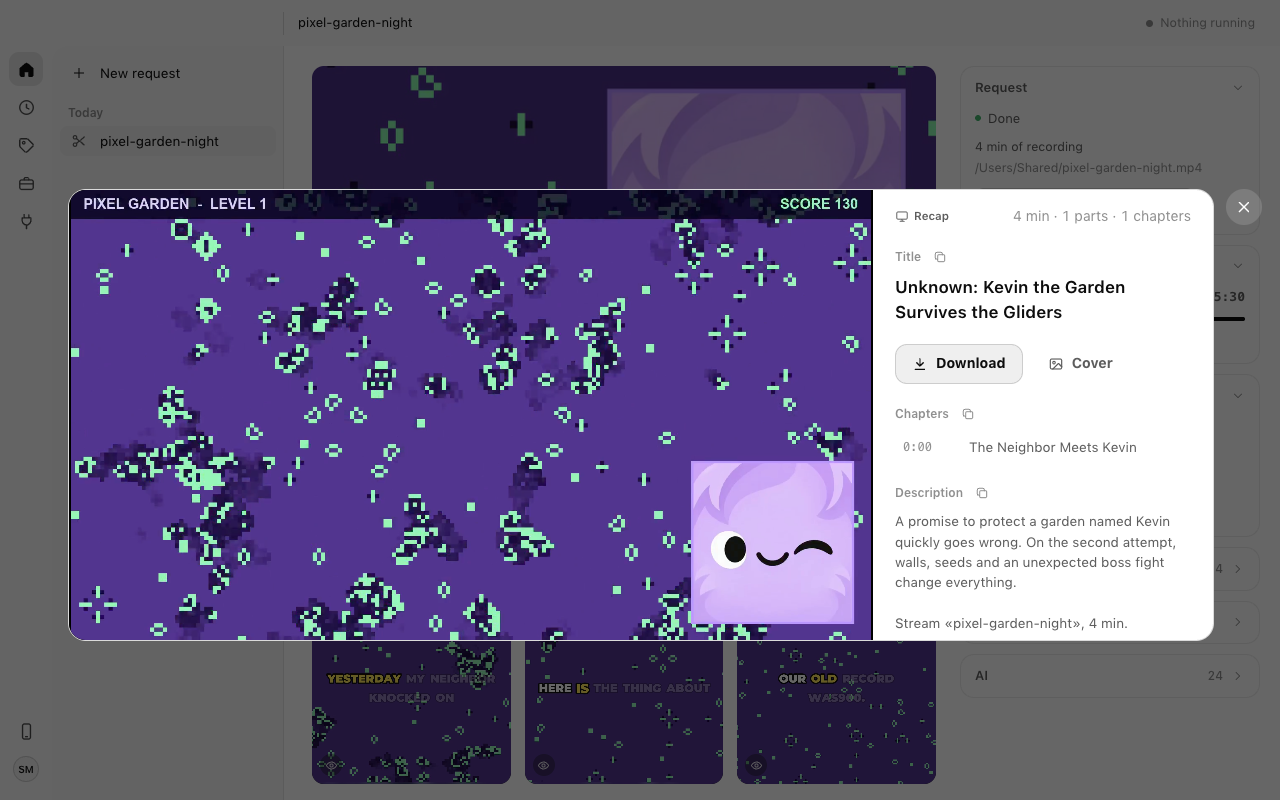 pixel-garden-night
Nothing running
New request
Today
pixel-garden-night
Request
Done
4 min of recording
/Users/Shared/pixel-garden-night.mp4
PIXEL GARDEN - LEVEL 1
SCORE 130
Recap
4 min · 1 parts · 1 chapters
Title
Unknown: Kevin the Garden
Survives the Gliders
Download
Cover
Chapters
0:00
The Neighbor Meets Kevin
Description
A promise to protect a garden named Kevin
quickly goes wrong. On the second attempt,
walls, seeds and an unexpected boss fight
change everything.
Stream «pixel-garden-night», 4 min.
5:30
4
YESTERDAY MY NEIGHBOR
KNOCKED ON
HERE IS THE THING ABOUT
OUR OLD RECORD
WAS 900.
AI
24
SM